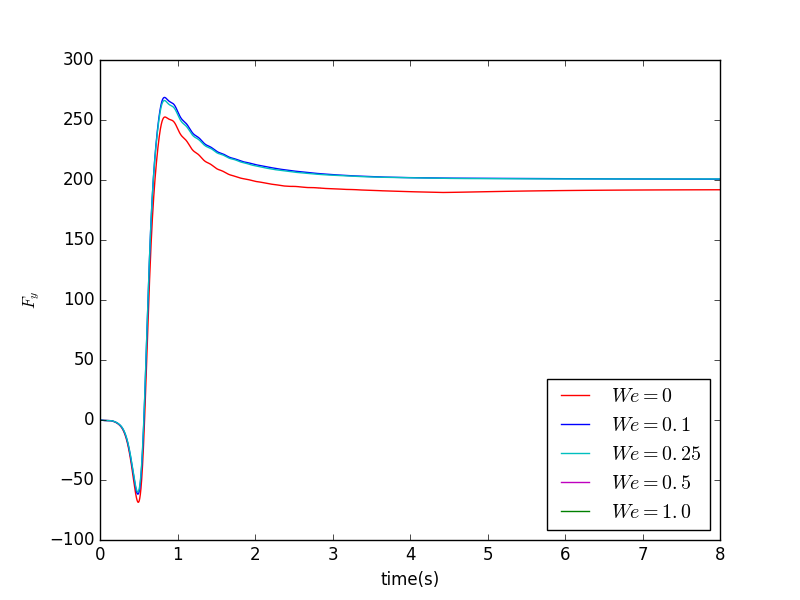 300
250
200
150
100
50
0
−50
−100
F_y
0 1 2 3 4 5 6 7 8
time(s)
We = 0
We = 0.1
We = 0.25
We = 0.5
We = 1.0